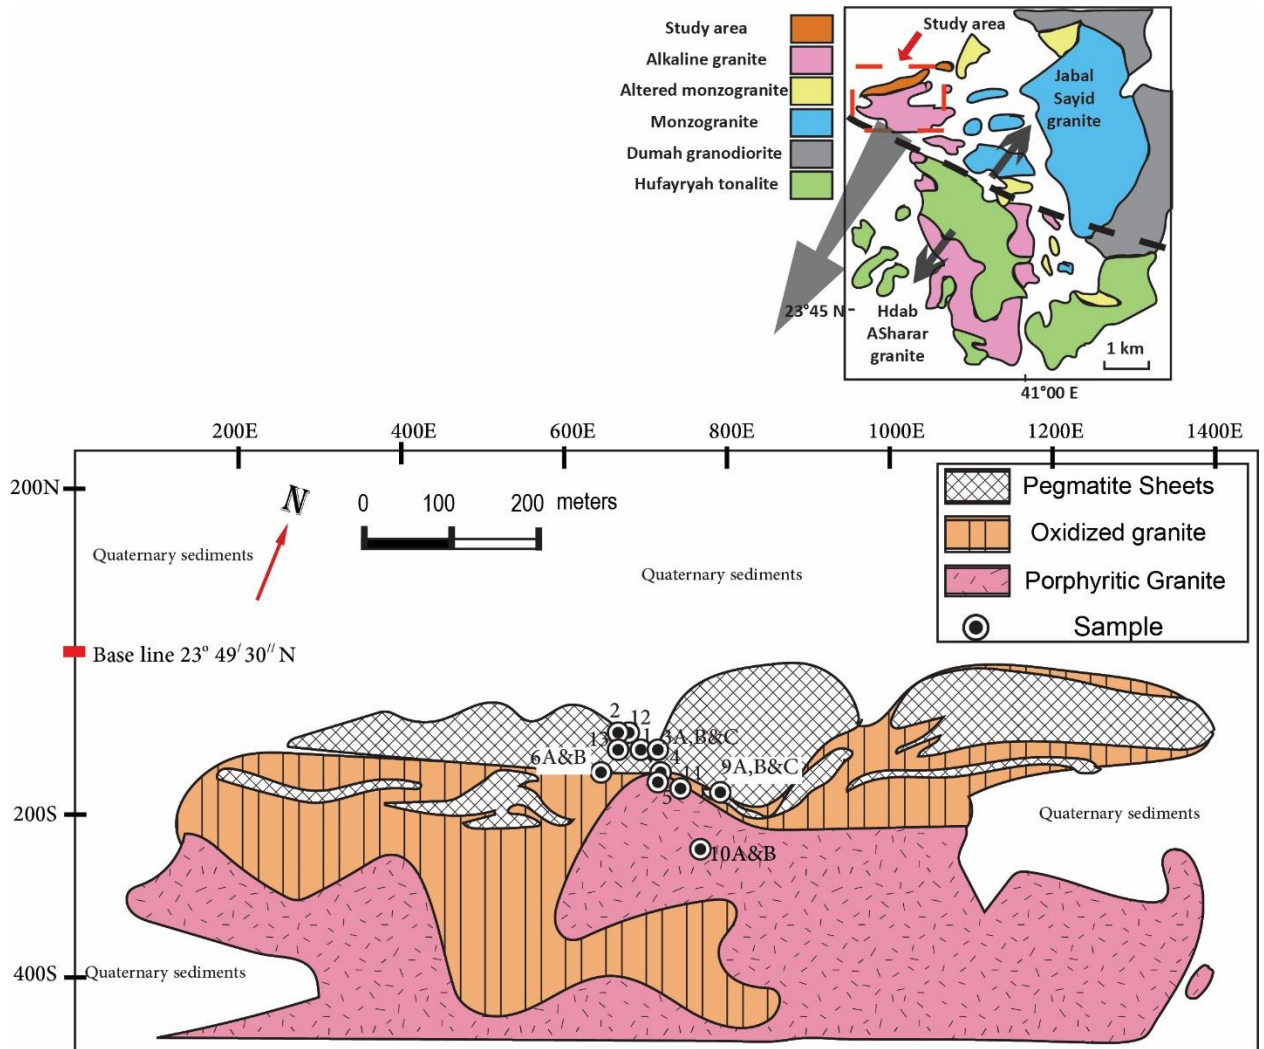 Study area
Alkaline granite
Altered monzogranite
Monzogranite
Dumah granodiorite
Hufayryah tonalite
Study area
Jabal
Sayid
granite
23°45 N
Hdab
ASharar
granite
1 km
41°00 E
200E
400E
600E
800E
1000E
1200E
1400E
200N
N
0
100
200
meters
Quaternary sediments
Quaternary sediments
Pegmatite Sheets
Oxidized granite
Porphyritic Granite
Sample
Base line 23° 49/ 30// N
2
12
13
1
3A,B&C
6A&B
4
9A,B&C
11
5
200S
Quaternary sediments
10A&B
400S
Quaternary sediments